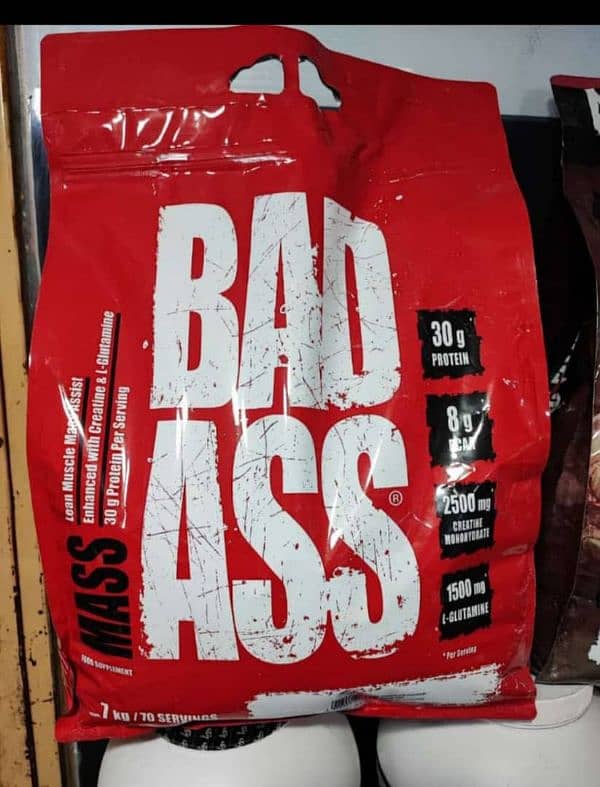 BAD
ASS®
MASS
Lean Muscle Mass Assist
Enhanced with Creatine & L-Glutamine
30 g Protein Per Serving
30 g
PROTEIN
8 g
BCAA
2500 mg
CREATINE
MONOHYDRATE
1500 mg
L-GLUTAMINE
*Per Serving
FOOD SUPPLEMENT
7 kg / 70 SERVINGS